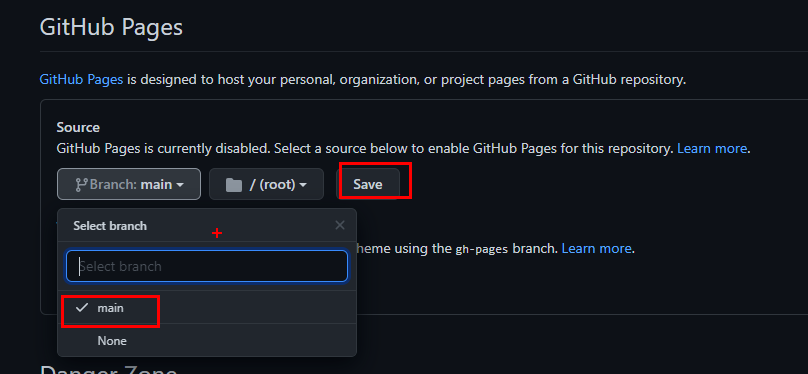 GitHub Pages
GitHub Pages is designed to host your personal, organization, or project pages from a GitHub repository.
Source
GitHub Pages is currently disabled. Select a source below to enable GitHub Pages for this repository. Learn more.
Branch: main
/ (root)
Save
Select branch
heme using the gh-pages branch. Learn more.
Select branch
main
None
Danger Zone